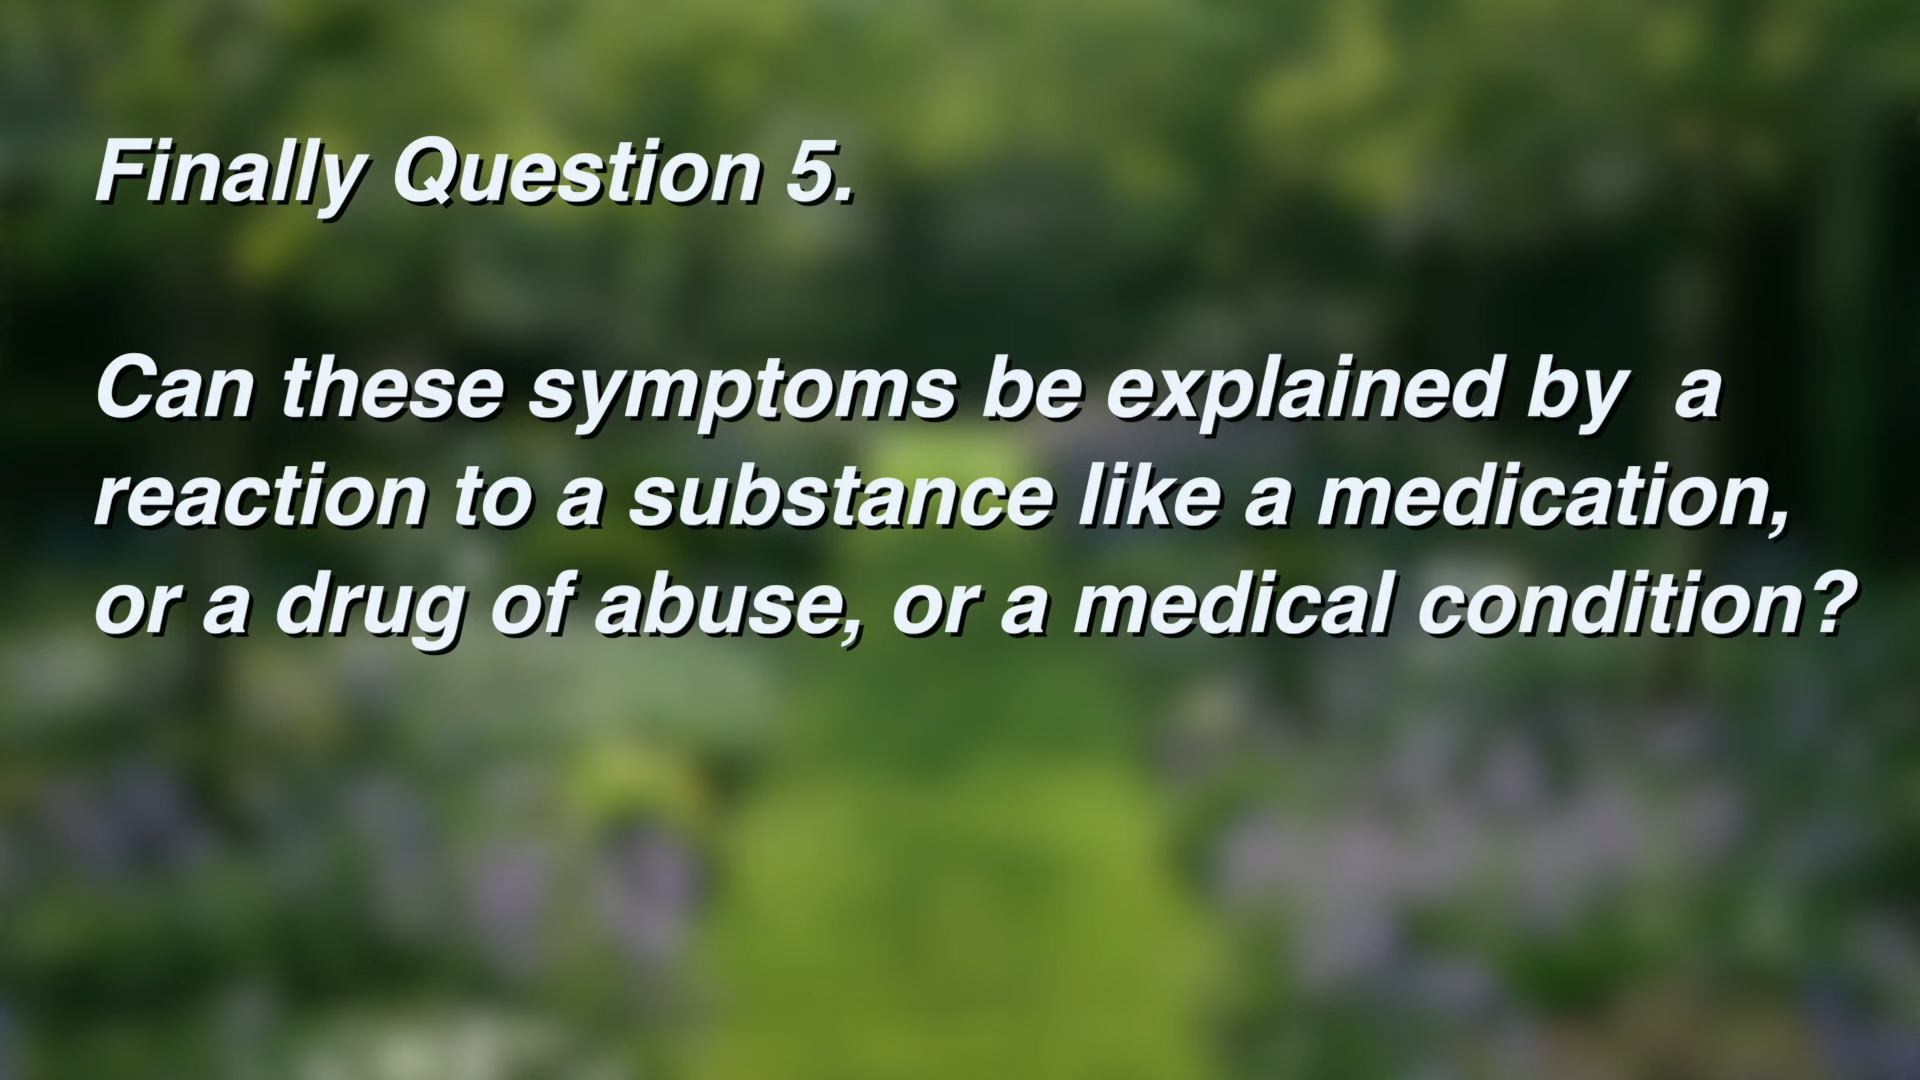 Finally Question 5.
Can these symptoms be explained by  a
reaction to a substance like a medication,
or a drug of abuse, or a medical condition?